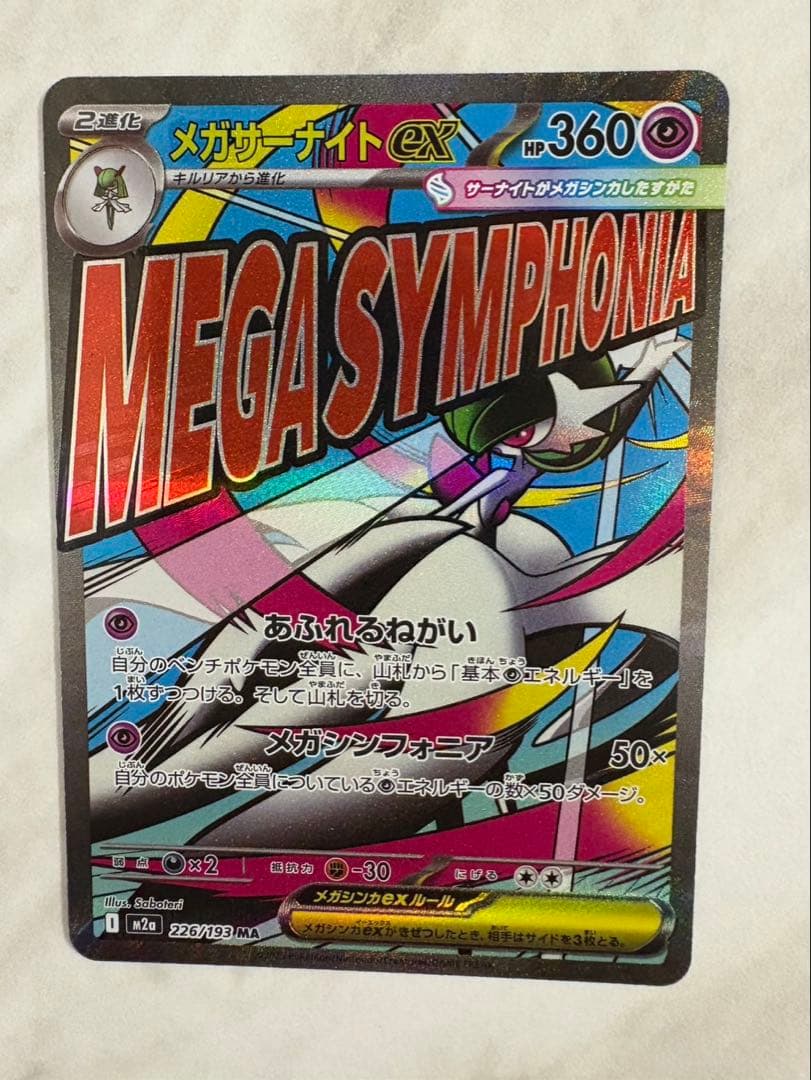 2進化
メガサーナイトex
HP 360
キルリアから進化
サーナイトがメガシンカしたすがた
MEGASYMPHONIA
あふれるねがい
自分のベンチポケモン全員に、山札から「基本エネルギー」を
1枚ずつつける。そして山札を切る。
メガシンフォニア 50×
自分のポケモン全員についているエネルギーの数×50ダメージ。
弱点 ×2 抵抗力 -30 にげる
Illus. Saboteri
メガシンカexルール
メガシンカexがきぜつしたとき、相手はサイドを3枚とる。
I m2a 226/193 MA